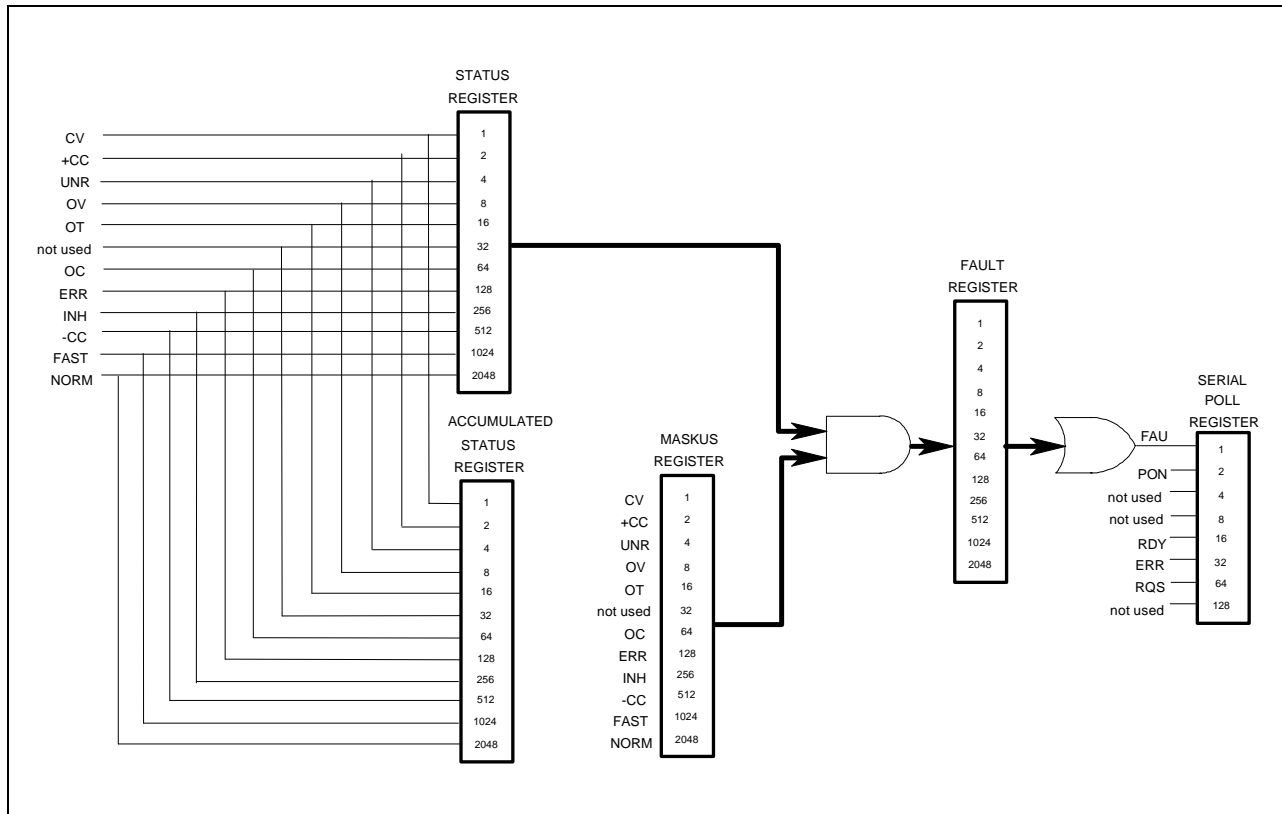 STATUS
REGISTER
CV
+CC
UNR
OV
OT
not used
OC
ERR
INH
-CC
FAST
NORM
1
2
4
8
16
32
64
128
256
512
1024
2048
ACCUMULATED
STATUS
REGISTER
1
2
4
8
16
32
64
128
256
512
1024
2048
MASKUS
REGISTER
CV
+CC
UNR
OV
OT
not used
OC
ERR
INH
-CC
FAST
NORM
1
2
4
8
16
32
64
128
256
512
1024
2048
FAULT
REGISTER
1
2
4
8
16
32
64
128
256
512
1024
2048
SERIAL
POLL
REGISTER
FAU
PON
not used
not used
RDY
ERR
RQS
not used
1
2
4
8
16
32
64
128